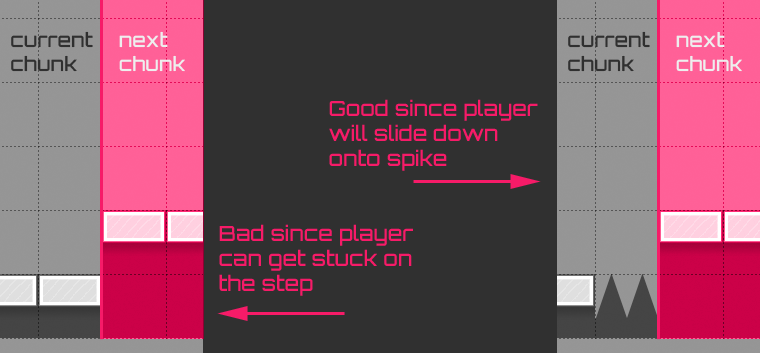 current
chunk
next
chunk
Good since player
will slide down
onto spike
Bad since player
can get stuck on
the step
current
chunk
next
chunk